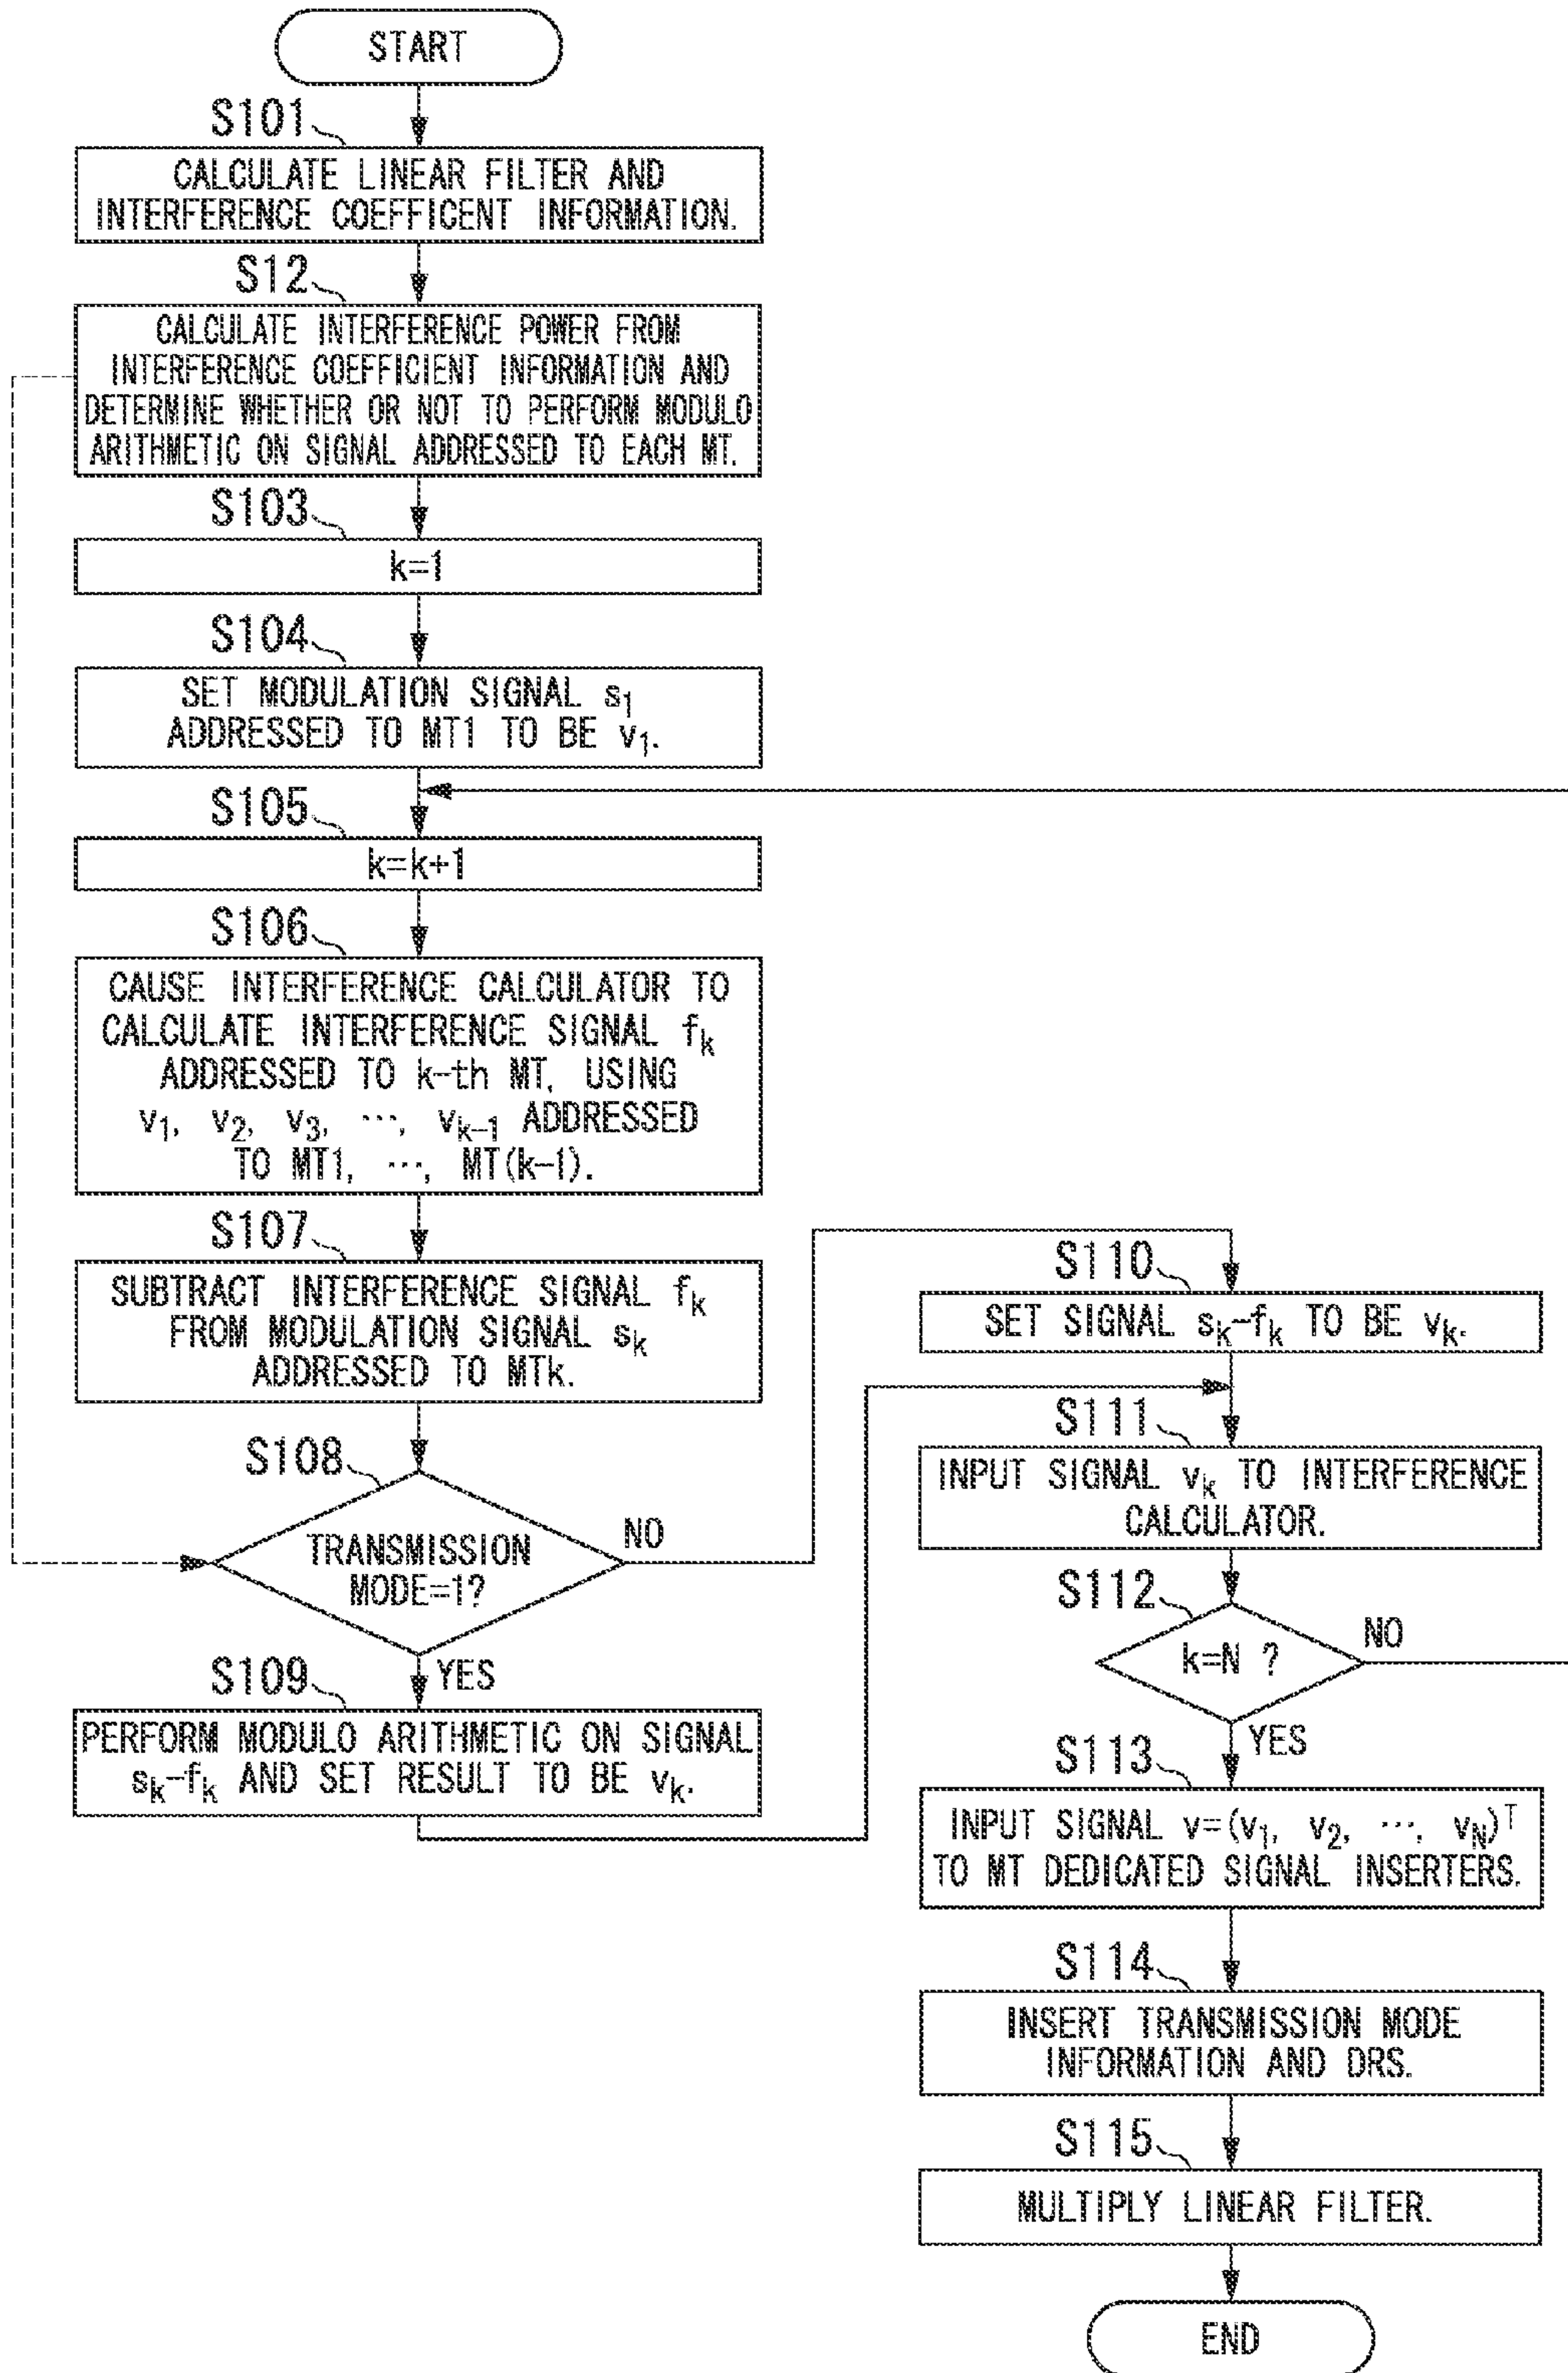 START
S101
CALCULATE LINEAR FILTER AND
INTERFERENCE COEFFICENT INFORMATION.
S12
CALCULATE INTERFERENCE POWER FROM
INTERFERENCE COEFFICIENT INFORMATION AND
DETERMINE WHETHER OR NOT TO PERFORM MODULO
ARITHMETIC ON SIGNAL ADDRESSED TO EACH MT.
S103
k=1
S104
SET MODULATION SIGNAL s1
ADDRESSED TO MT1 TO BE v1.
S105
k=k+1
S106
CAUSE INTERFERENCE CALCULATOR TO
CALCULATE INTERFERENCE SIGNAL fk
ADDRESSED TO k-th MT, USING
v1, v2, v3, ⋯, vk-1 ADDRESSED
TO MT1, ⋯, MT(k-1).
S107
SUBTRACT INTERFERENCE SIGNAL fk
FROM MODULATION SIGNAL sk
ADDRESSED TO MTk.
S108
TRANSMISSION
MODE=1?
NO
YES
S109
PERFORM MODULO ARITHMETIC ON SIGNAL
sk-fk AND SET RESULT TO BE vk.
S110
SET SIGNAL sk-fk TO BE vk.
S111
INPUT SIGNAL vk TO INTERFERENCE
CALCULATOR.
S112
k=N ?
NO
YES
S113
INPUT SIGNAL v=(v1, v2, ⋯, vN)T
TO MT DEDICATED SIGNAL INSERTERS.
S114
INSERT TRANSMISSION MODE
INFORMATION AND DRS.
S115
MULTIPLY LINEAR FILTER.
END